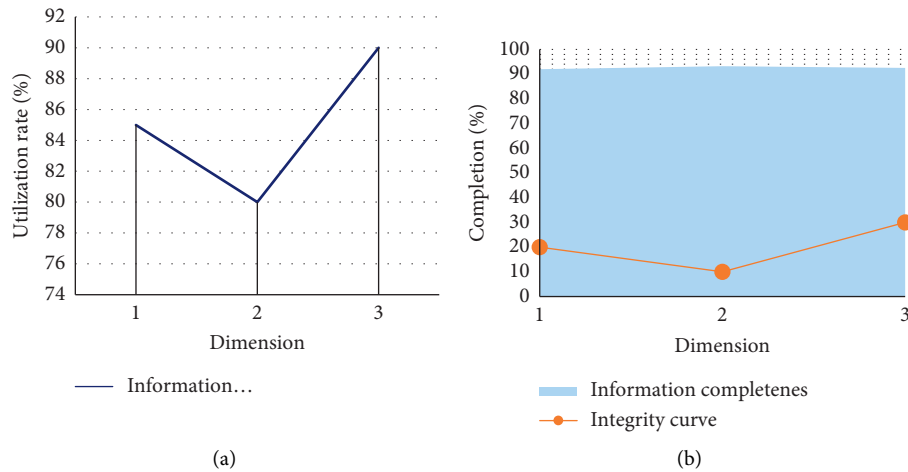 92
90
88
86
84
82
80
78
76
74
Utilization rate (%)
1 2 3
Dimension
Information…
(a)
100
90
80
70
60
50
40
30
20
10
0
Completion (%)
1 2 3
Dimension
Information completenes
Integrity curve
(b)